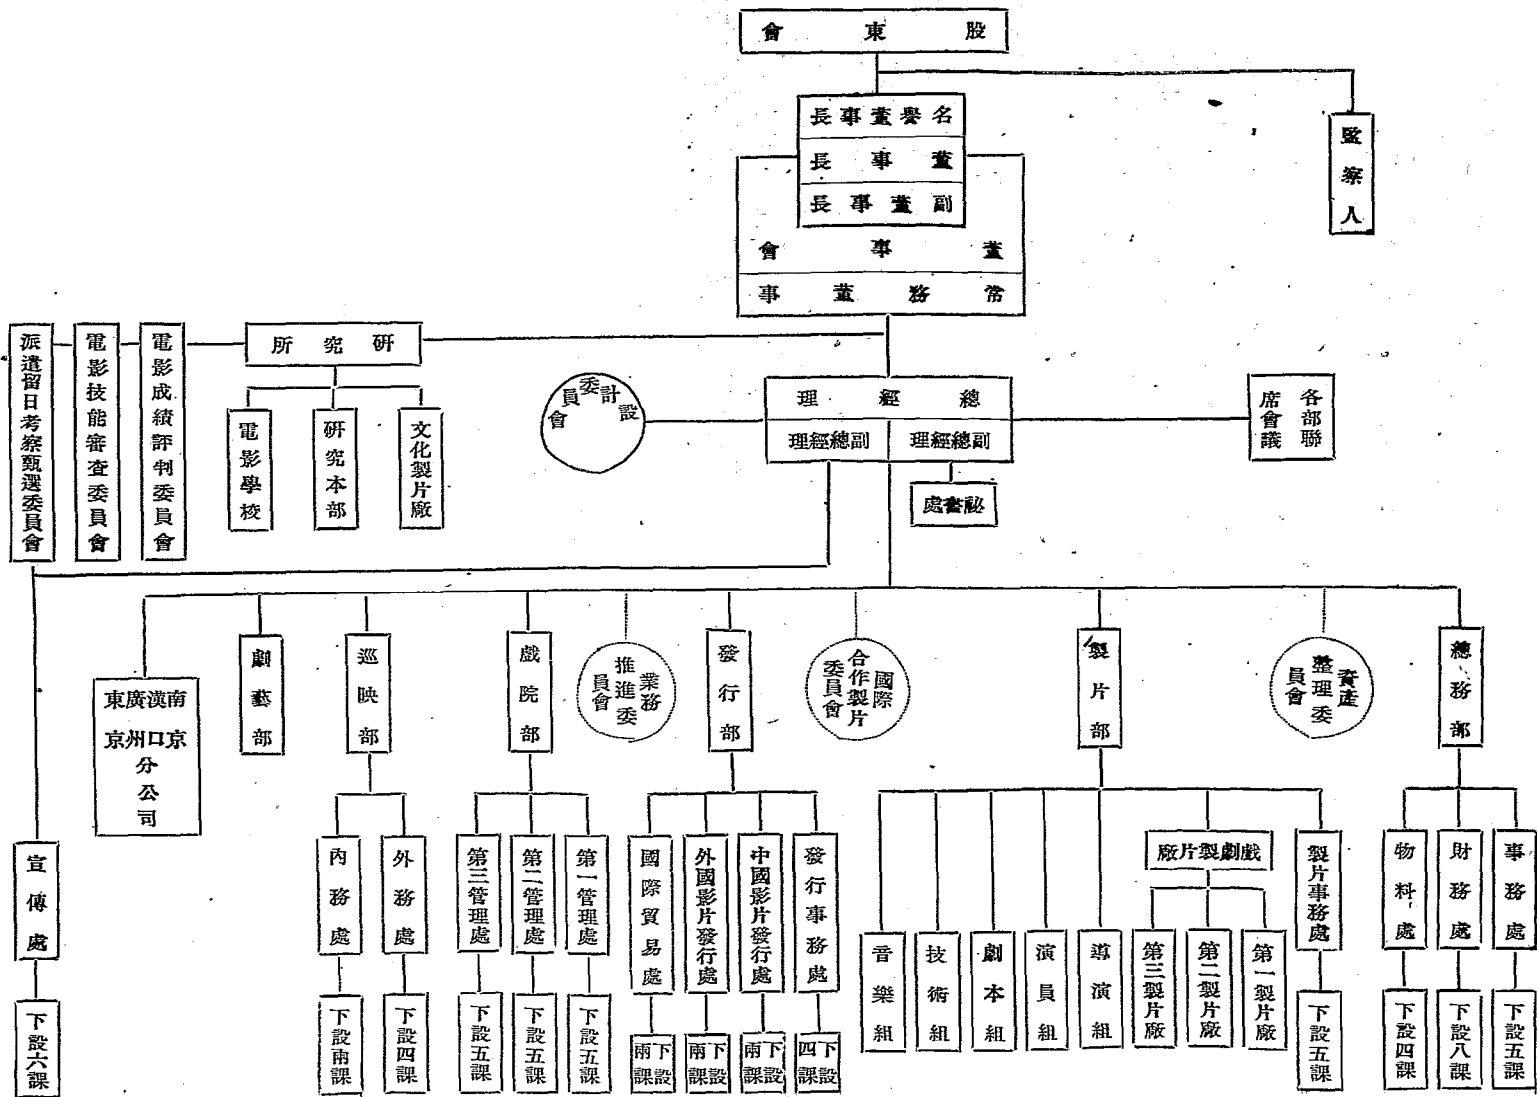 股東會
名譽董事長
董事長
副董事長
董事會
常務董事
監察人
研究所
電影成績評判委員會
電影技能審查委員會
派遣留日考察甄選委員會
文化製片廠
研究本部
電影學校
設計委員會
總經理
副總經理
副總經理
祕書處
各部聯
席會議
總務部
資產
整理委
員會
製片部
國際
合作製片
委員會
發行部
業務
推進委
員會
戲院部
巡映部
劇藝部
南漢廣東
京口州京
分公司
事務處
財務處
物料處
下設五課
下設八課
下設四課
製片事務處
下設五課
戲劇製片廠
第一製片廠
第二製片廠
第三製片廠
導演組
演員組
劇本組
技術組
音樂組
發行事務處
中國影片發行處
外國影片發行處
國際貿易處
下設
四課
下設
兩課
下設
兩課
下設
兩課
第一管理處
第二管理處
第三管理處
下設五課
下設五課
下設五課
外務處
內務處
下設四課
下設兩課
宣傳處
下設六課